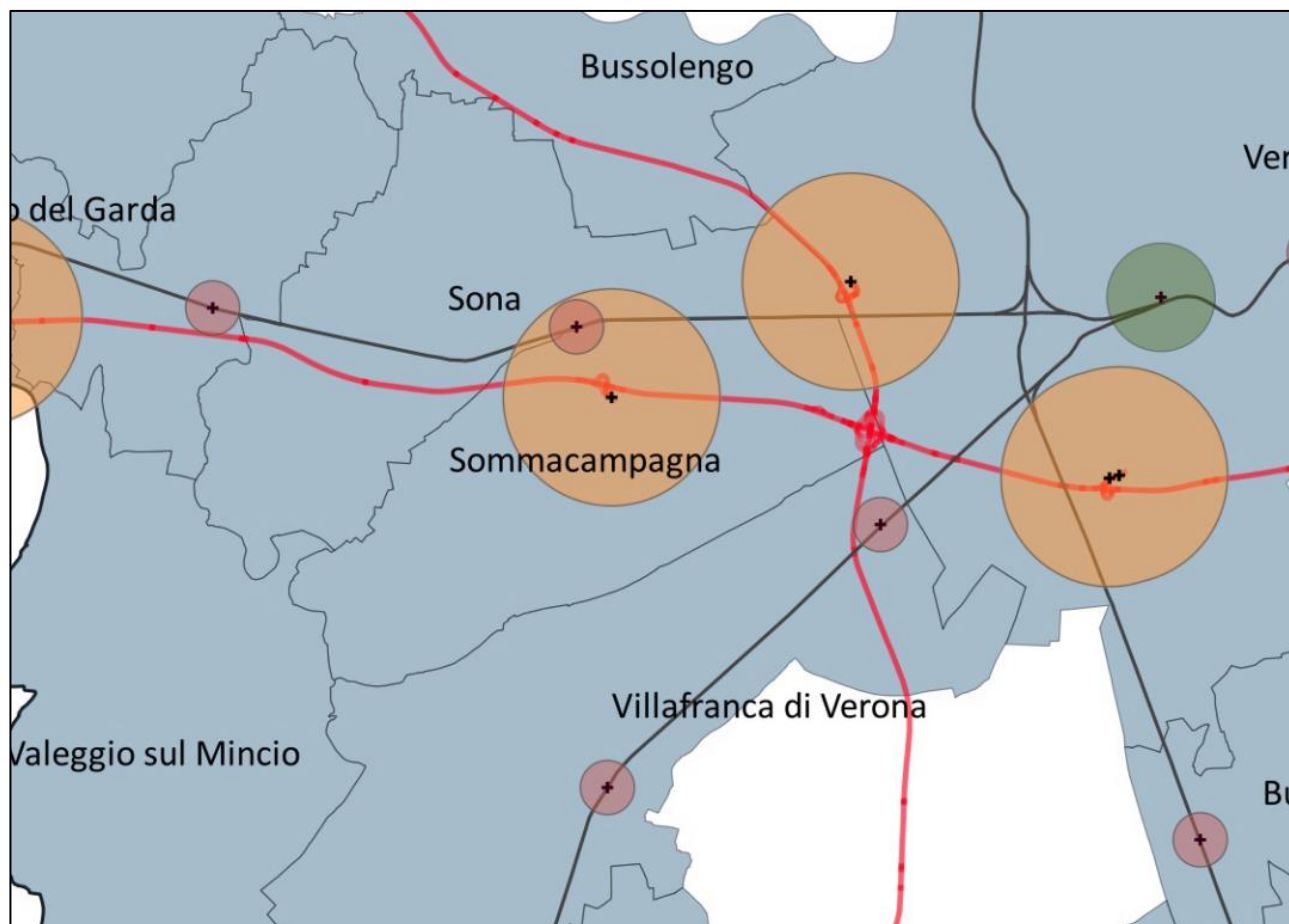 Bussolengo
Ver
o del Garda
Sona
Sommacampagna
Villafranca di Verona
Valeggio sul Mincio
Bu